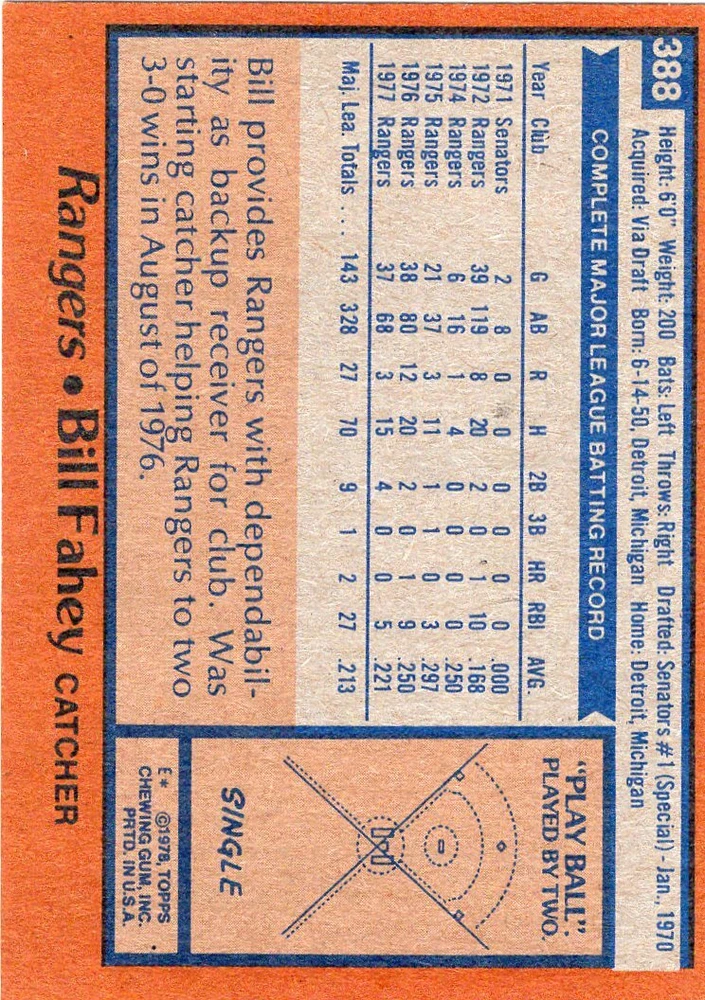 388
Height: 6'0" Weight: 200 Bats: Left Throws: Right Drafted: Senators #1 (Special) - Jan., 1970
Acquired: Via Draft Born: 6-14-50, Detroit, Michigan Home: Detroit, Michigan
COMPLETE MAJOR LEAGUE BATTING RECORD
Year Club G AB R H 2B 3B HR RBI AVG.
1971 Senators 2 8 0 0 0 0 0 0 .000
1972 Rangers 39 119 8 20 2 0 1 10 .168
1974 Rangers 6 16 1 4 0 0 0 0 .250
1975 Rangers 21 37 3 11 1 1 0 3 .297
1976 Rangers 38 80 12 20 2 0 1 9 .250
1977 Rangers 37 68 3 15 4 0 0 5 .221
Maj. Lea. Totals . . . . 143 328 27 70 9 1 2 27 .213
Bill provides Rangers with dependabil-
ity as backup receiver for club. Was
starting catcher helping Rangers to two
3-0 wins in August of 1976.
"PLAY BALL":
PLAYED BY TWO.
SINGLE
E* ©1978, TOPPS
CHEWING GUM, INC.
PRTD. IN U.S.A.
Rangers • Bill Fahey CATCHER